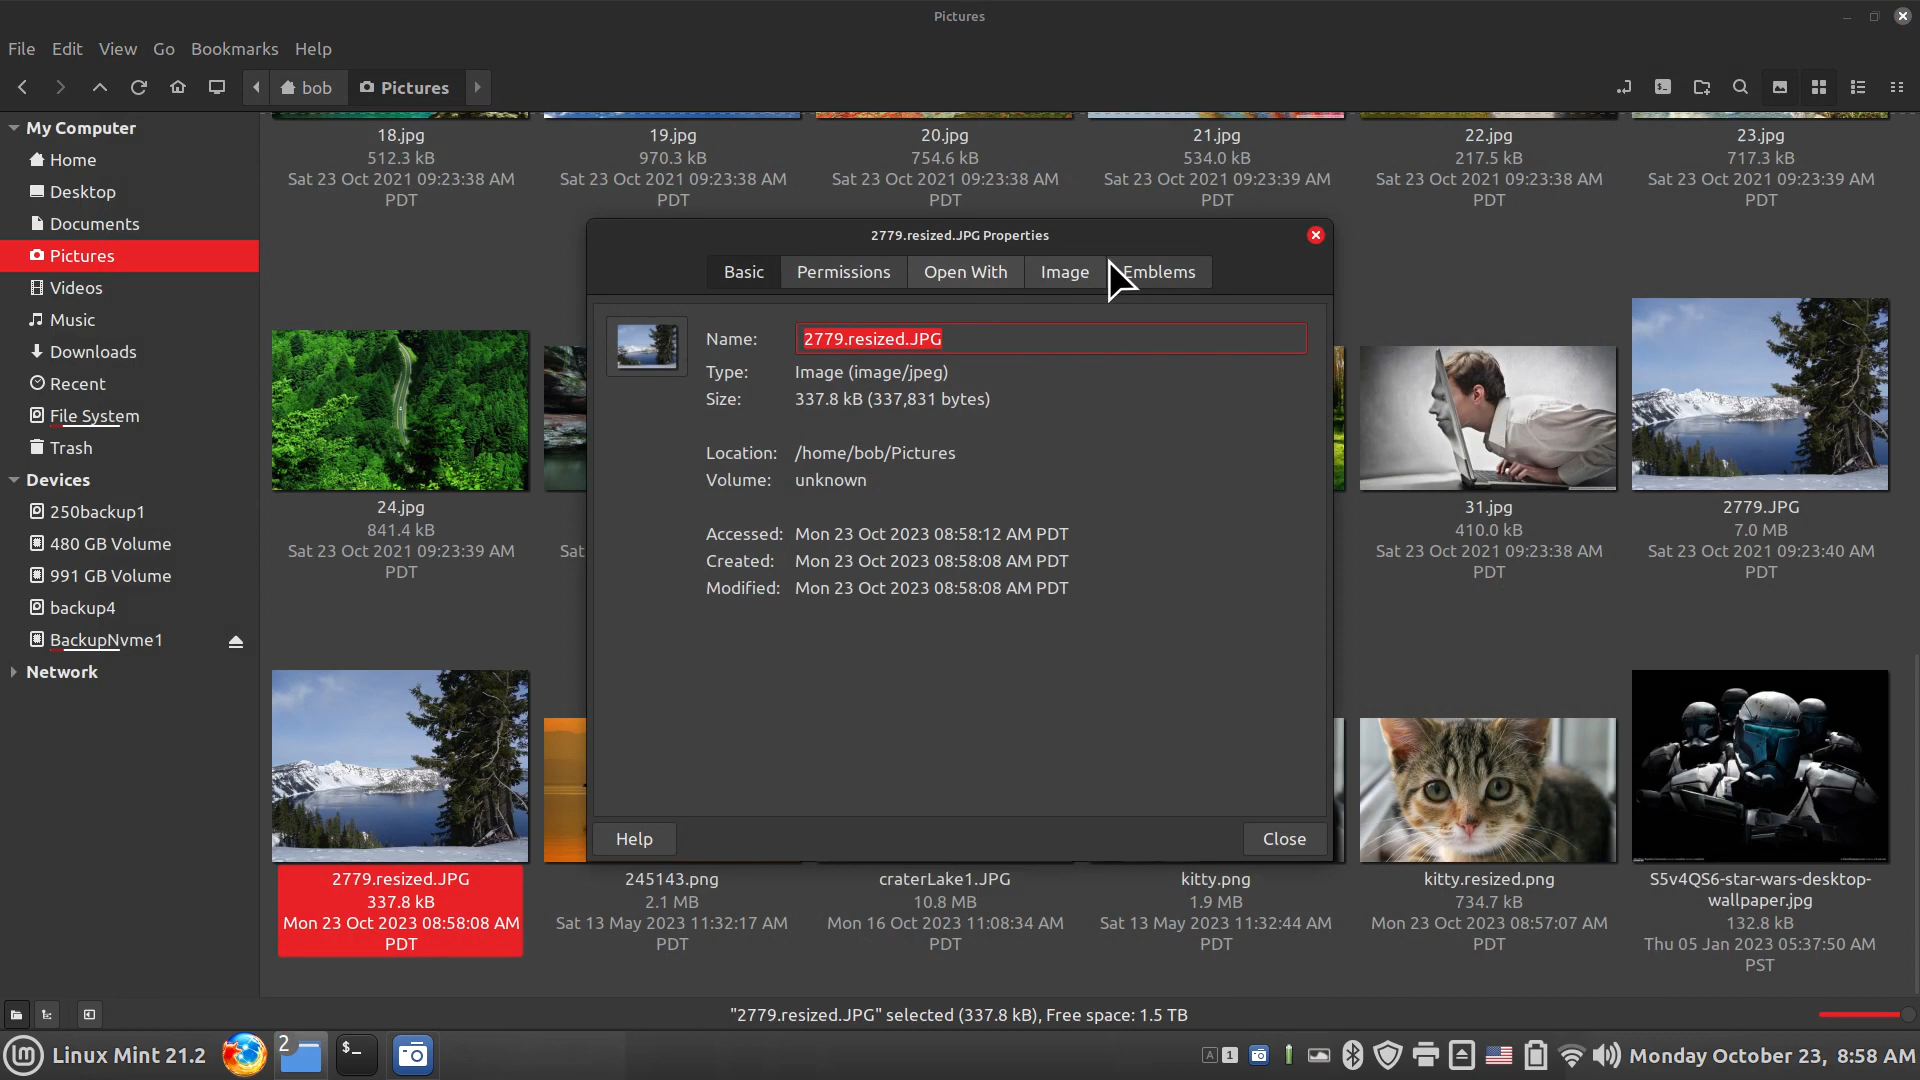 Pictures
File Edit View Go Bookmarks Help
bob Pictures
My Computer
Home
Desktop
Documents
Pictures
Videos
Music
Downloads
Recent
File System
Trash
Devices
250backup1
480 GB Volume
991 GB Volume
backup4
BackupNvme1
Network
18.jpg
512.3 kB
Sat 23 Oct 2021 09:23:38 AM
PDT
19.jpg
970.3 kB
Sat 23 Oct 2021 09:23:38 AM
PDT
20.jpg
754.6 kB
Sat 23 Oct 2021 09:23:38 AM
PDT
21.jpg
534.0 kB
Sat 23 Oct 2021 09:23:39 AM
PDT
22.jpg
217.5 kB
Sat 23 Oct 2021 09:23:38 AM
PDT
23.jpg
717.3 kB
Sat 23 Oct 2021 09:23:39 AM
PDT
24.jpg
841.4 kB
Sat 23 Oct 2021 09:23:39 AM
PDT
Sat
2779.resized.JPG Properties
Basic Permissions Open With Image Emblems
Name: 2779.resized.JPG
Type: Image (image/jpeg)
Size: 337.8 kB (337,831 bytes)
Location: /home/bob/Pictures
Volume: unknown
Accessed: Mon 23 Oct 2023 08:58:12 AM PDT
Created: Mon 23 Oct 2023 08:58:08 AM PDT
Modified: Mon 23 Oct 2023 08:58:08 AM PDT
Help Close
31.jpg
410.0 kB
Sat 23 Oct 2021 09:23:38 AM
PDT
2779.JPG
7.0 MB
Sat 23 Oct 2021 09:23:40 AM
PDT
2779.resized.JPG
337.8 kB
Mon 23 Oct 2023 08:58:08 AM
PDT
245143.png
2.1 MB
Sat 13 May 2023 11:32:17 AM
PDT
craterLake1.JPG
10.8 MB
Mon 16 Oct 2023 11:08:34 AM
PDT
kitty.png
1.9 MB
Sat 13 May 2023 11:32:44 AM
PDT
kitty.resized.png
734.7 kB
Mon 23 Oct 2023 08:57:07 AM
PDT
S5v4QS6-star-wars-desktop-
wallpaper.jpg
132.8 kB
Thu 05 Jan 2023 05:37:50 AM
PST
"2779.resized.JPG" selected (337.8 kB), Free space: 1.5 TB
Linux Mint 21.2 2 $_ A 1 Monday October 23, 8:58 AM